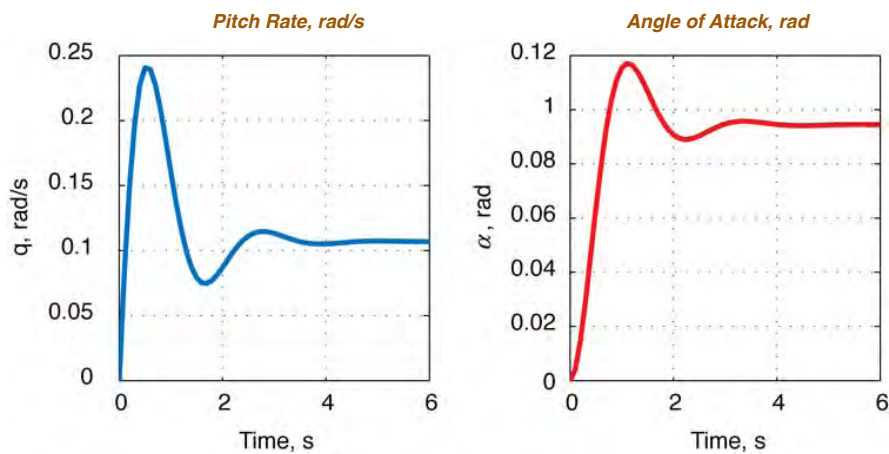 Pitch Rate, rad/s
0.25
0.2
0.15
0.1
0.05
0
q, rad/s
0 2 4 6
Time, s
Angle of Attack, rad
0.12
1
0.08
0.06
0.04
0.02
0
α, rad
0 2 4 6
Time, s